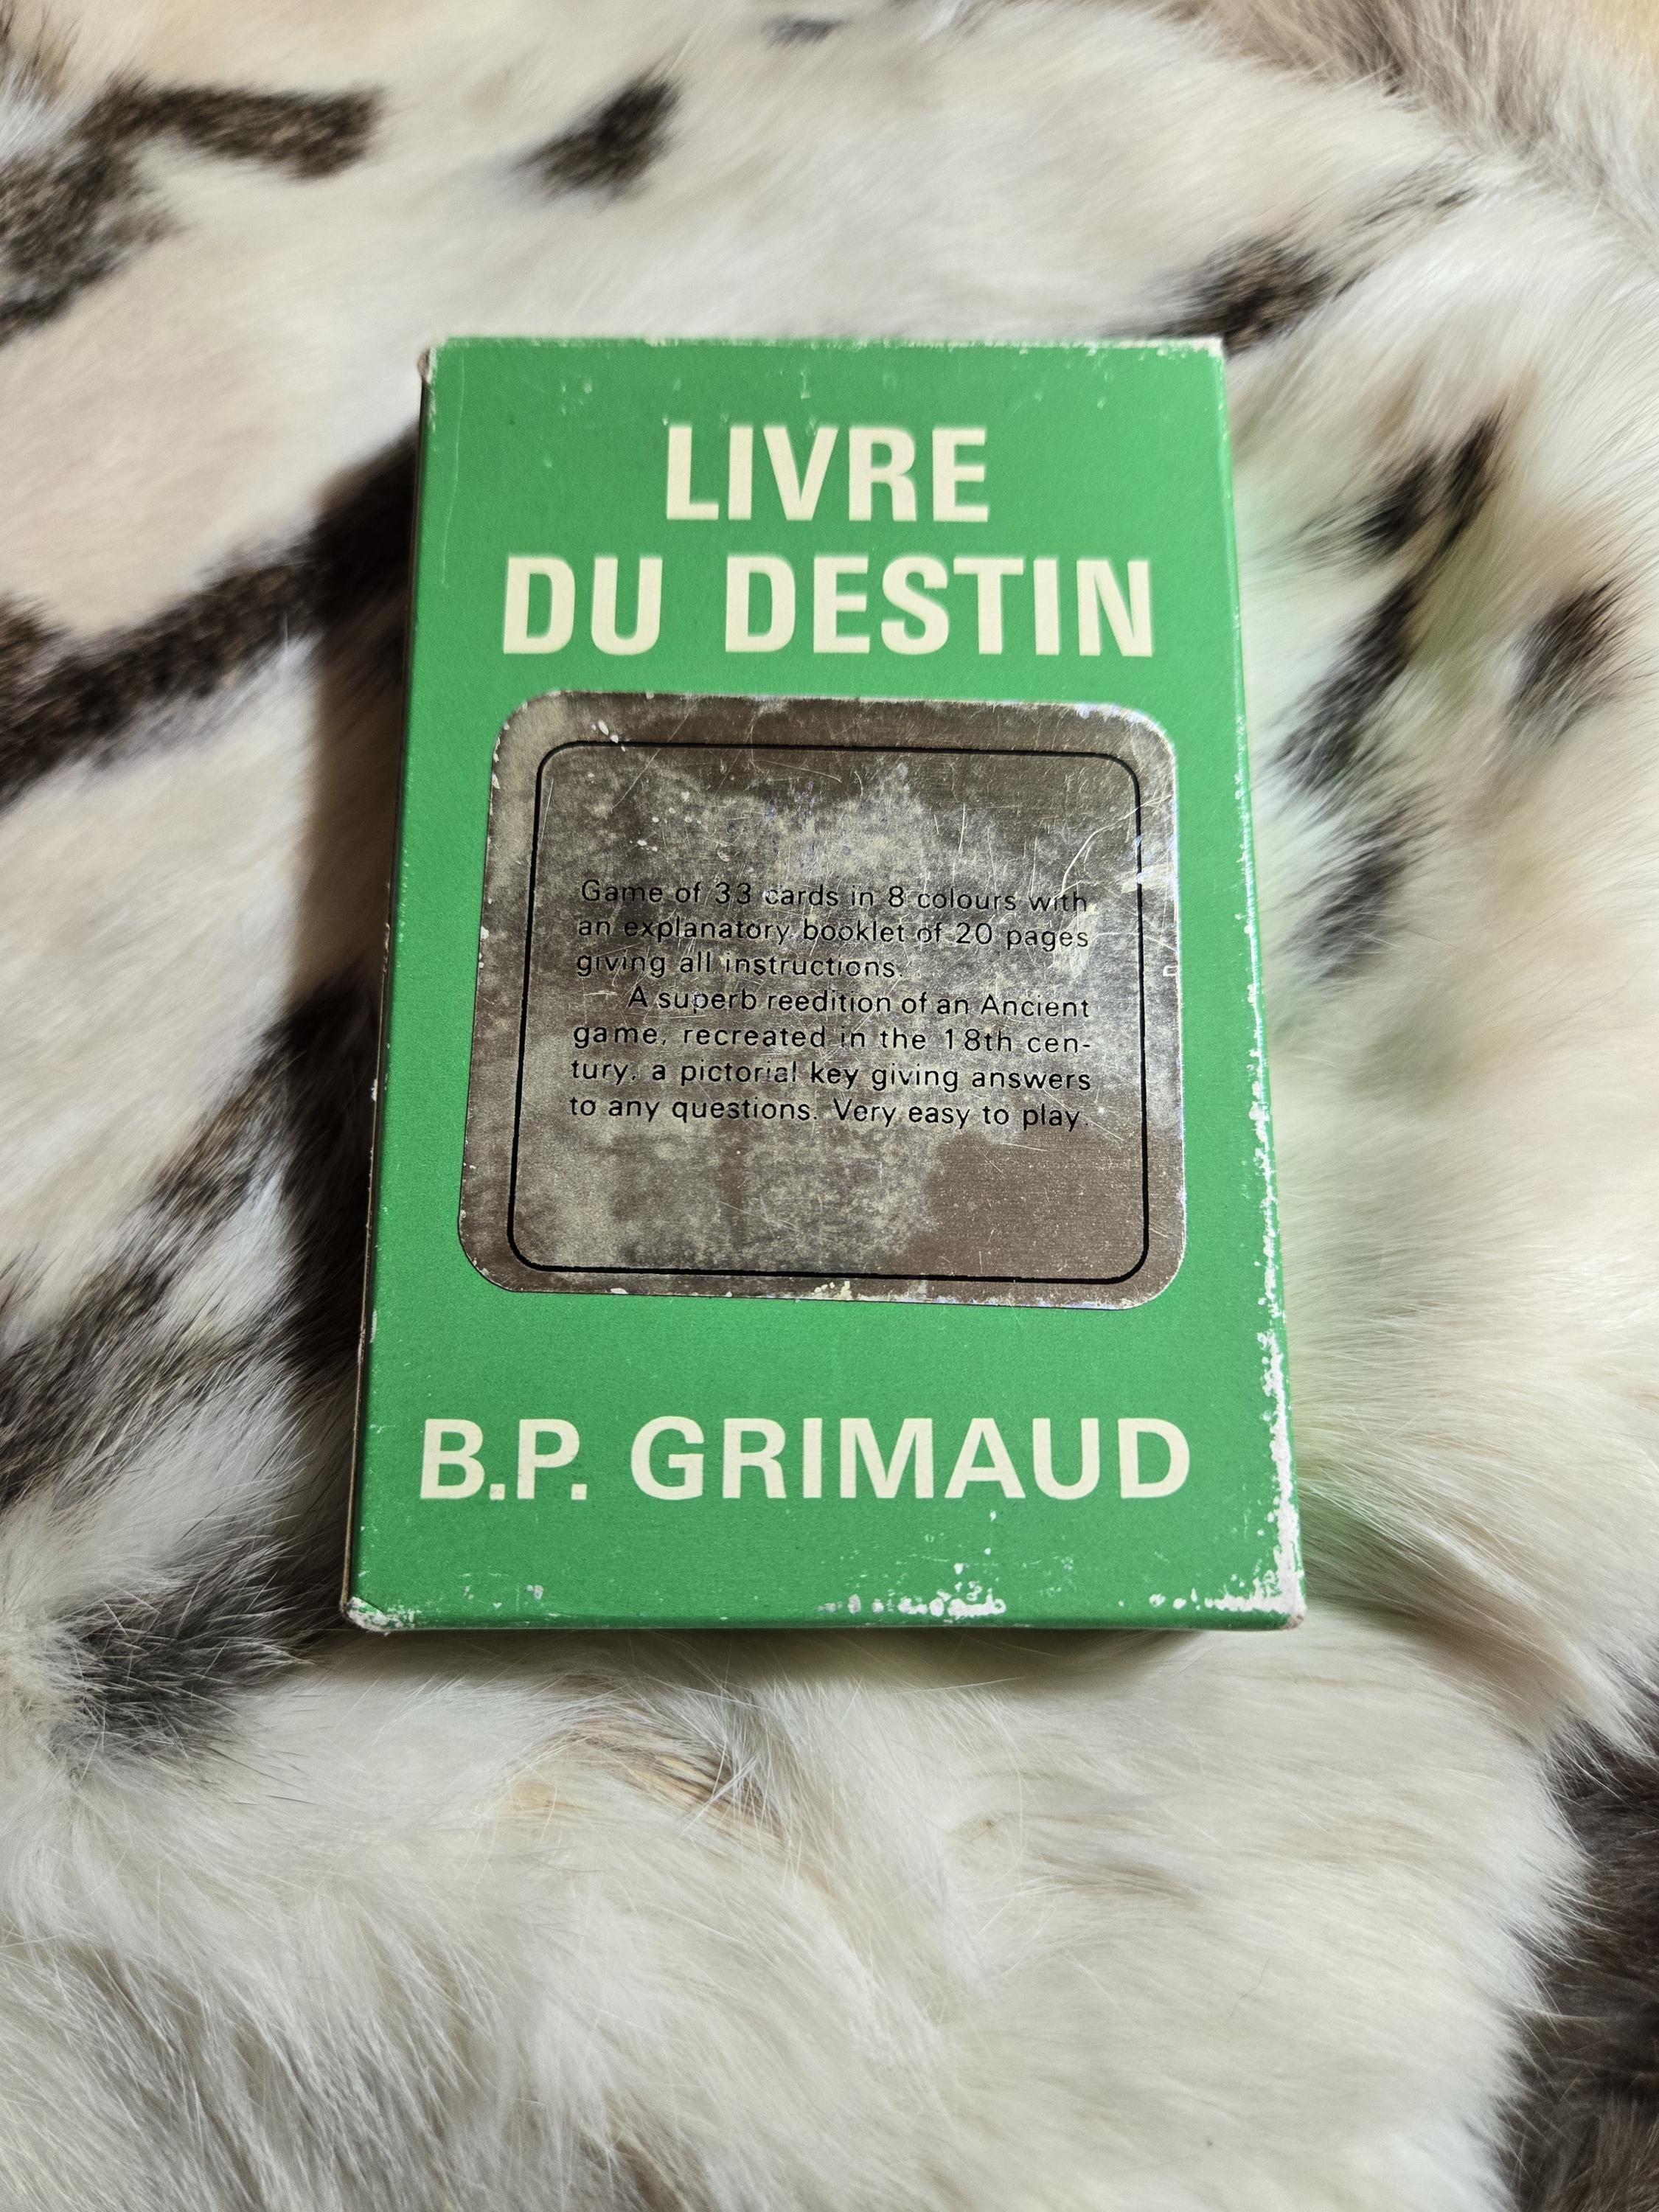 LIVRE
DU DESTIN
Game of 33 cards in 8 colours with
an explanatory booklet of 20 pages
giving all instructions.
A superb reedition of an Ancient
game, recreated in the 18th cen-
tury, a pictorial key giving answers
to any questions. Very easy to play.
B.P. GRIMAUD